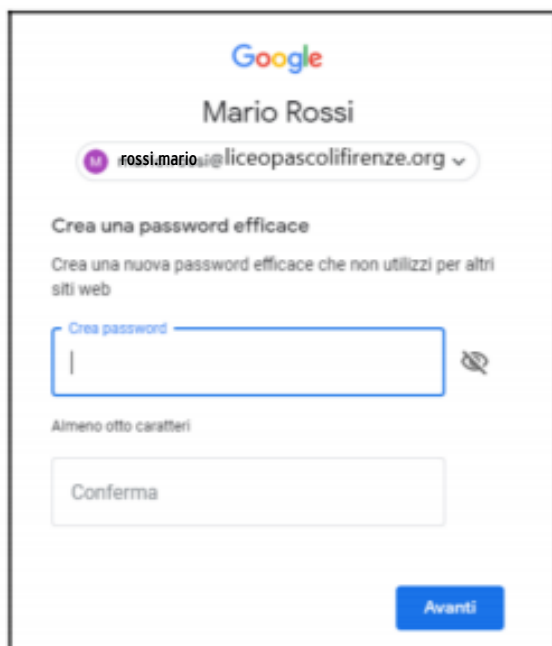 Google
Mario Rossi
M rossi.mario@liceopascolifirenze.org
Crea una password efficace
Crea una nuova password efficace che non utilizzi per altri
siti web
Crea password
Almeno otto caratteri
Conferma
Avanti